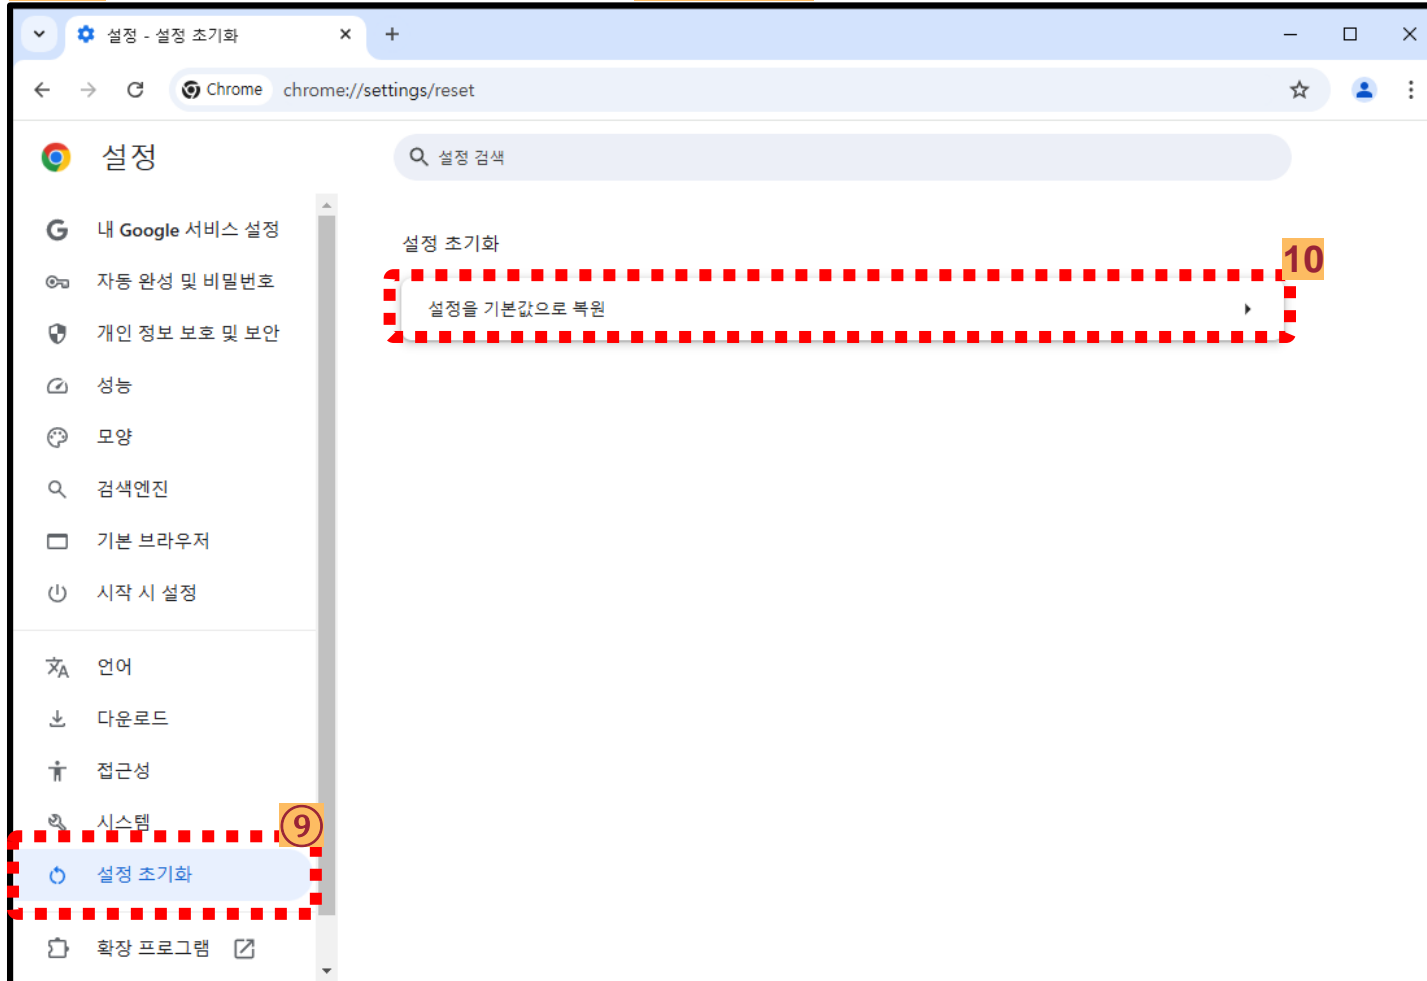 설정 - 설정 초기화
Chrome chrome://settings/reset
설정
설정 검색
내 Google 서비스 설정
자동 완성 및 비밀번호
개인 정보 보호 및 보안
성능
모양
검색엔진
기본 브라우저
시작 시 설정
언어
다운로드
접근성
시스템
⑨
설정 초기화
확장 프로그램
설정 초기화
10
설정을 기본값으로 복원